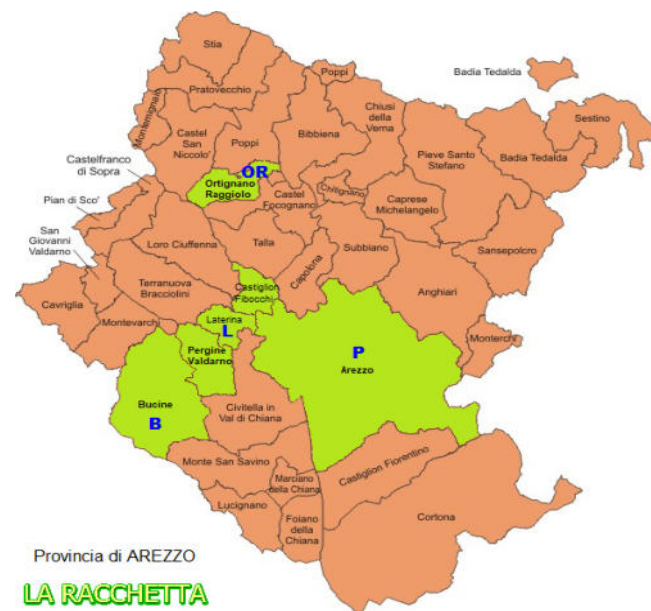 Stia
Poppi
Badia Tedalda
Pratovecchio
Montemignaio
Chiusi
della
Verna
Sestino
Castel
San
Niccolo'
Poppi
Bibbiena
Pieve Santo
Stefano
Badia Tedalda
Castelfranco
di Sopra
OR
Ortignano
Raggiolo
Castel
Focognano
Chitignano
Caprese
Michelangelo
Pian di Sco'
San
Giovanni
Valdarno
Loro Ciuffenna
Talla
Capolona
Subbiano
Sansepolcro
Terranuova
Bracciolini
Castiglion
Fibocchi
Anghiari
Cavriglia
Montevarch
Laterina
L
Monterchi
Pergine
Valdarno
P
Arezzo
Bucine
B
Civitella in
Val di Chiana
Monte San Savino
Marciano
della Chiana
Castiglion Fiorentino
Lucignano
Foiano
della
Chiana
Cortona
Provincia di AREZZO
LA RACCHETTA